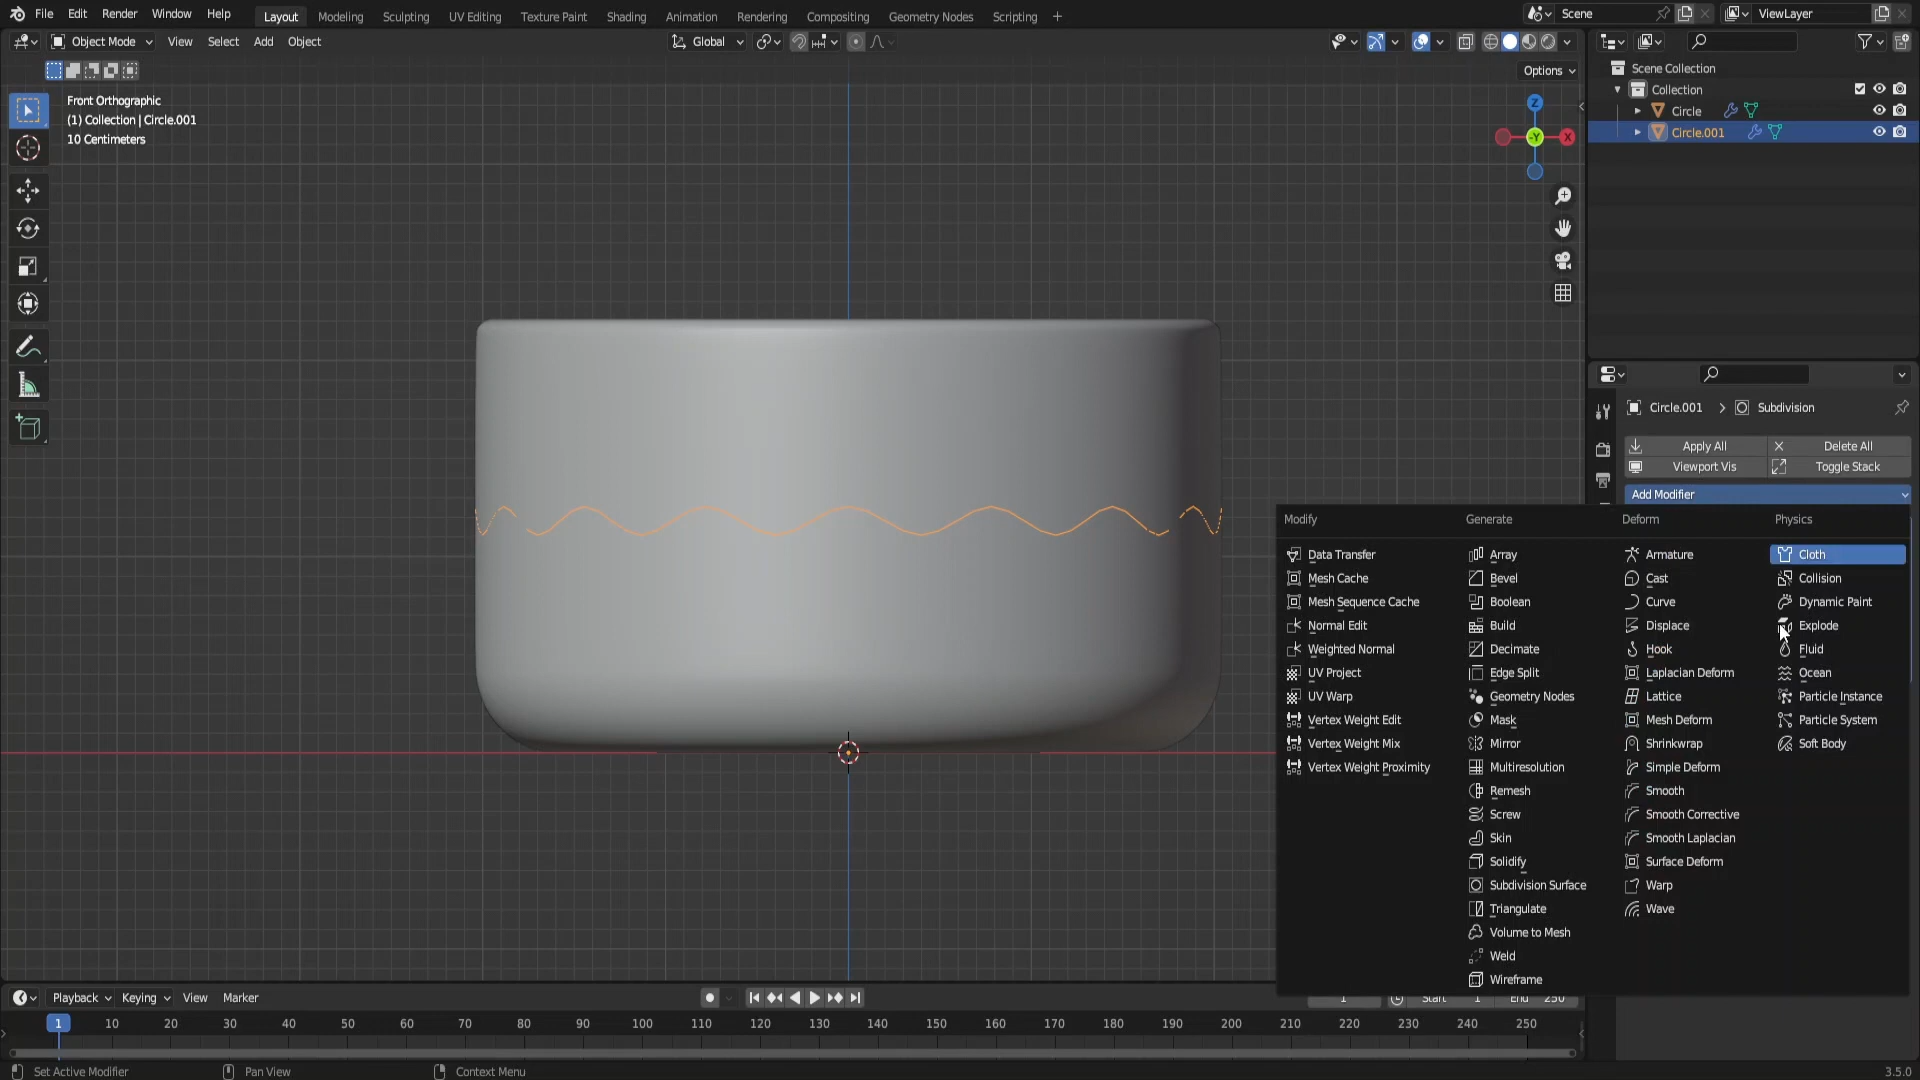 File Edit Render Window Help Layout Modeling Sculpting UV Editing Texture Paint Shading Animation Rendering Compositing Geometry Nodes Scripting + Scene ViewLayer
Object Mode View Select Add Object Global
Options
Front Orthographic
(1) Collection | Circle.001
10 Centimeters
Z
-Y X
Scene Collection
Collection
Circle
Circle.001
Circle.001 > Subdivision
Apply All Delete All
Viewport Vis Toggle Stack
Add Modifier
Modify Generate Deform Physics
Data Transfer Array Armature Cloth
Mesh Cache Bevel Cast Collision
Mesh Sequence Cache Boolean Curve Dynamic Paint
Normal Edit Build Displace Explode
Weighted Normal Decimate Hook Fluid
UV Project Edge Split Laplacian Deform Ocean
UV Warp Geometry Nodes Lattice Particle Instance
Vertex Weight Edit Mask Mesh Deform Particle System
Vertex Weight Mix Mirror Shrinkwrap Soft Body
Vertex Weight Proximity Multiresolution Simple Deform
Remesh Smooth
Screw Smooth Corrective
Skin Smooth Laplacian
Solidify Surface Deform
Subdivision Surface Warp
Triangulate Wave
Volume to Mesh
Weld
Wireframe
Playback Keying View Marker 1 Start 1 End 250
1 10 20 30 40 50 60 70 80 90 100 110 120 130 140 150 160 170 180 190 200 210 220 230 240 250
Set Active Modifier Pan View Context Menu 3.5.0